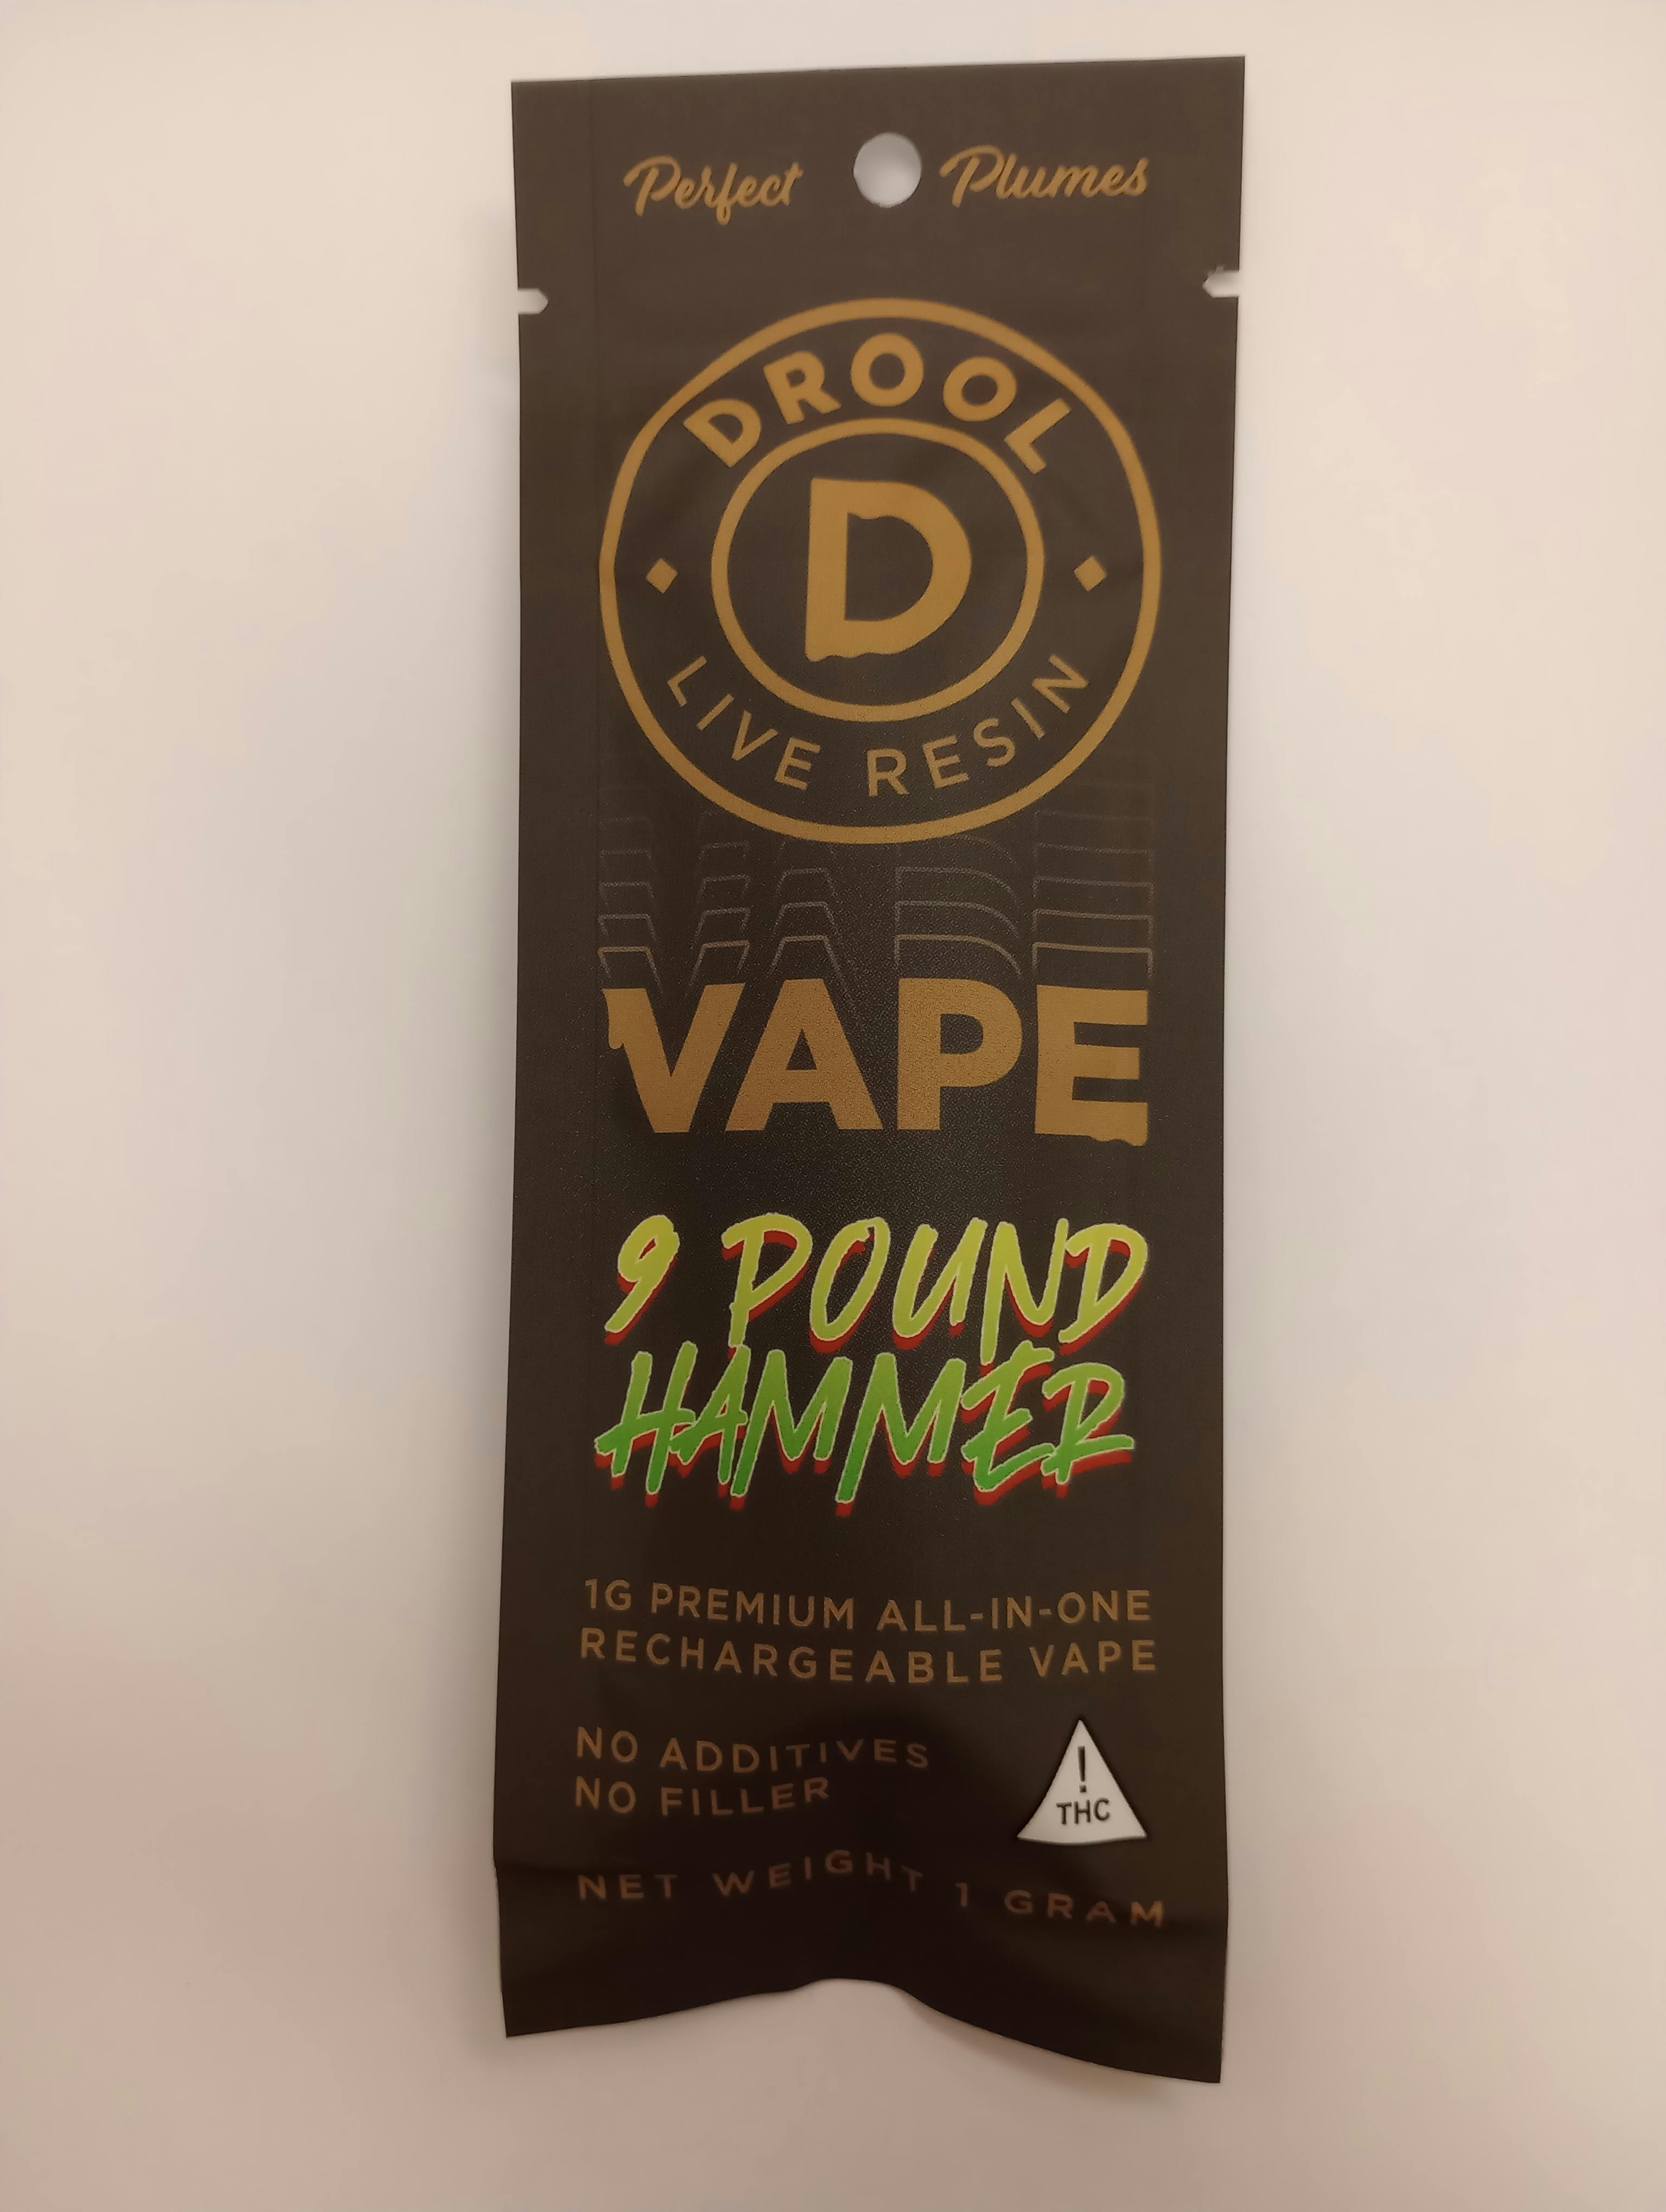 Perfect Plumes
DROOL
D
LIVE RESIN
VAPE
9 POUND
HAMMER
1G PREMIUM ALL-IN-ONE
RECHARGEABLE VAPE
NO ADDITIVES
NO FILLER
!
THC
NET WEIGHT 1 GRAM